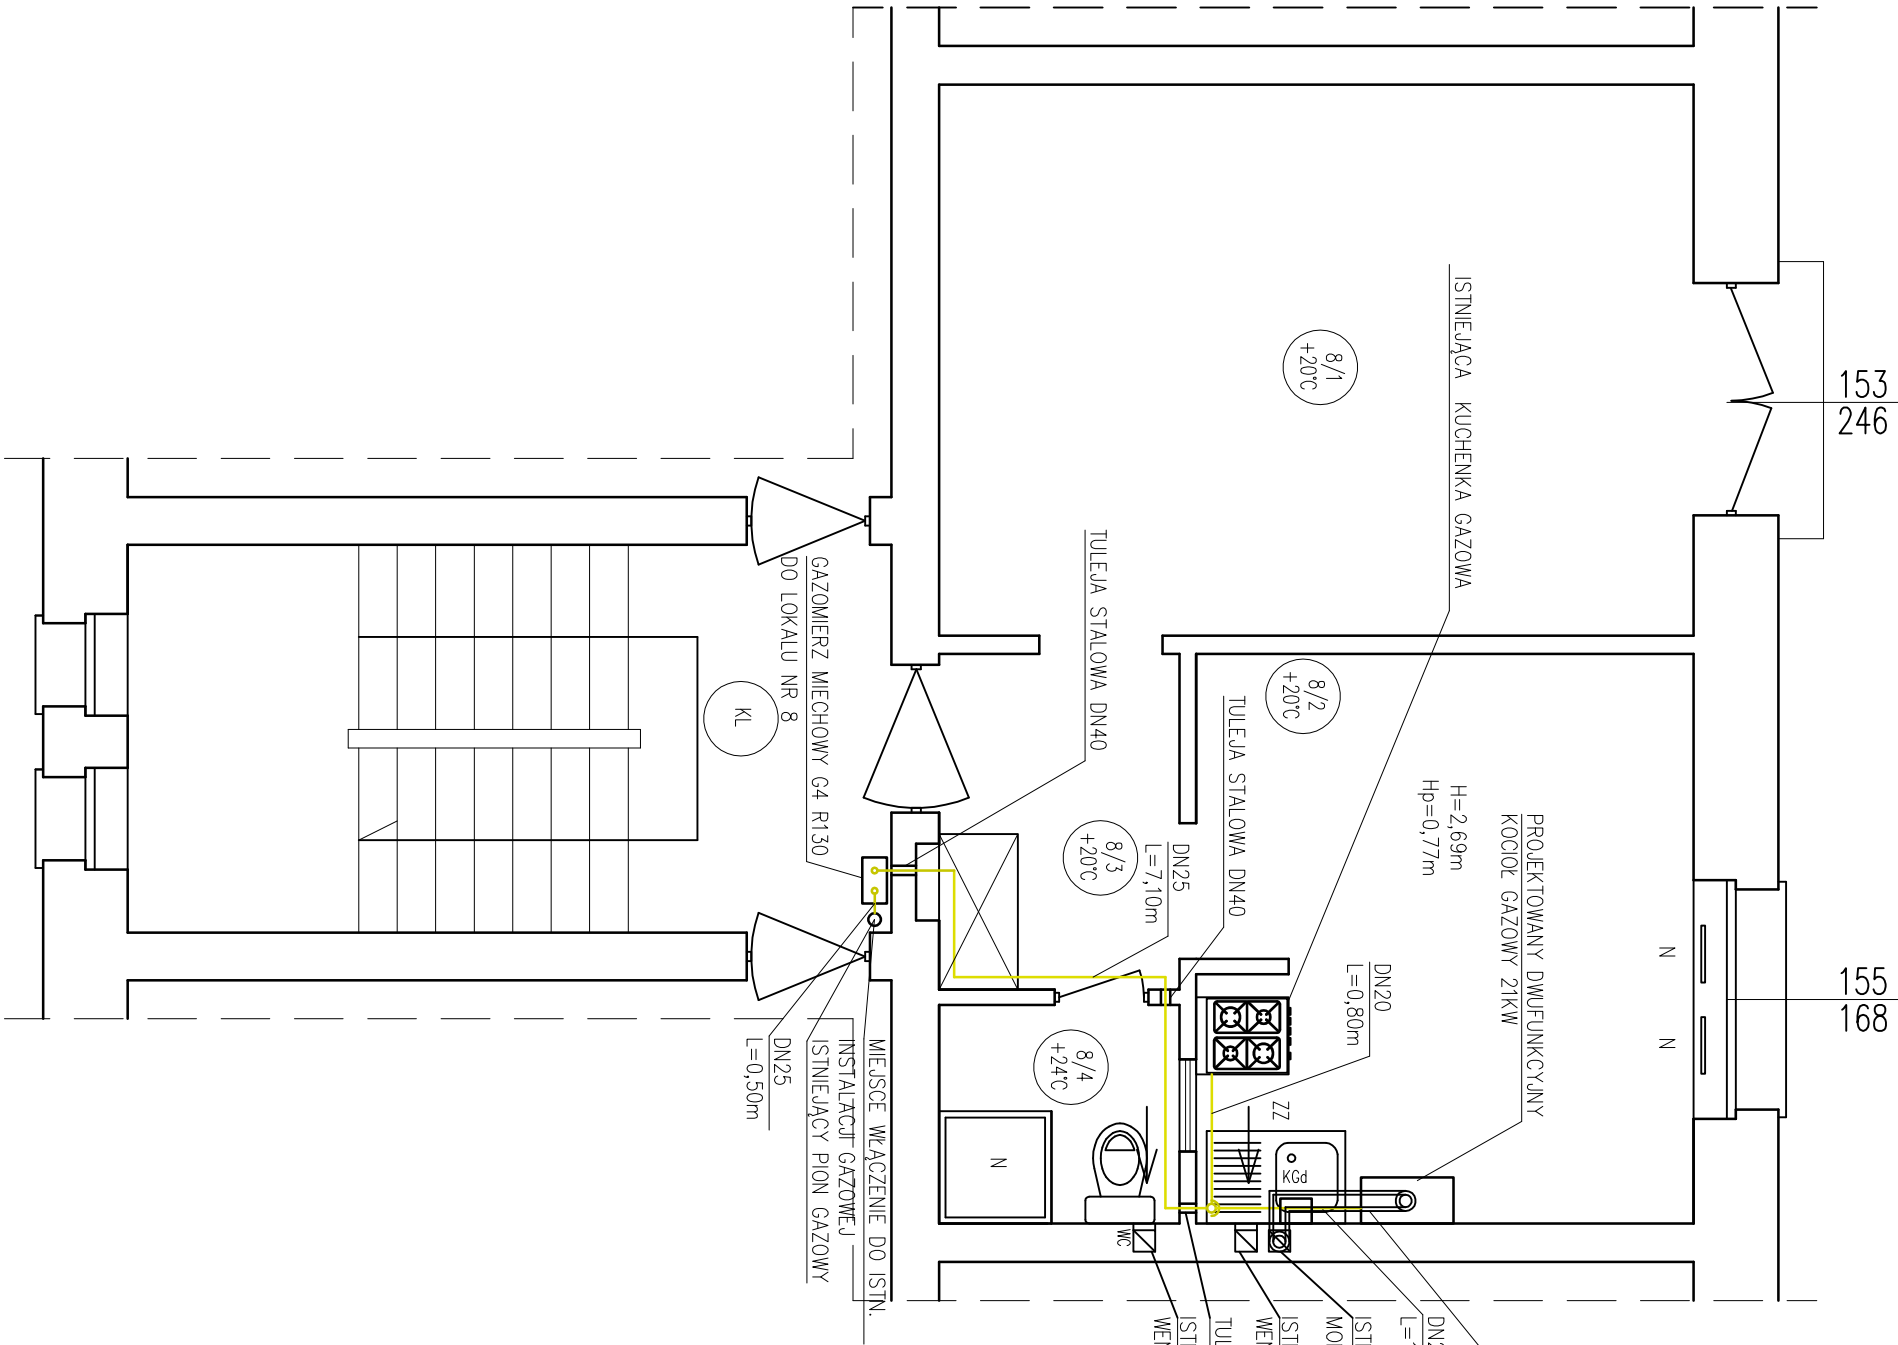 153
246
ISTNIEJĄCA KUCHENKA GAZOWA
8/1
+20°C
TULEJA STALOWA DN40
GAZOMIERZ MIECHOWY G4 R130
DO LOKALU NR 8
KL
8/2
+20°C
TULEJA STALOWA DN40
H=2,69m
Hp=0,77m
PROJEKTOWANY DWUFUNKCYJNY
KOCIOŁ GAZOWY 21KW
8/3
+20°C
DN25
L=7,10m
N
N
155
168
DN20
L=0,80m
8/4
+24°C
ZZ
KGd
N
WC
DN25
L=0,50m
MIEJSCE WŁĄCZENIE DO ISTN.
INSTALACJI GAZOWEJ
ISTNIEJĄCY PION GAZOWY